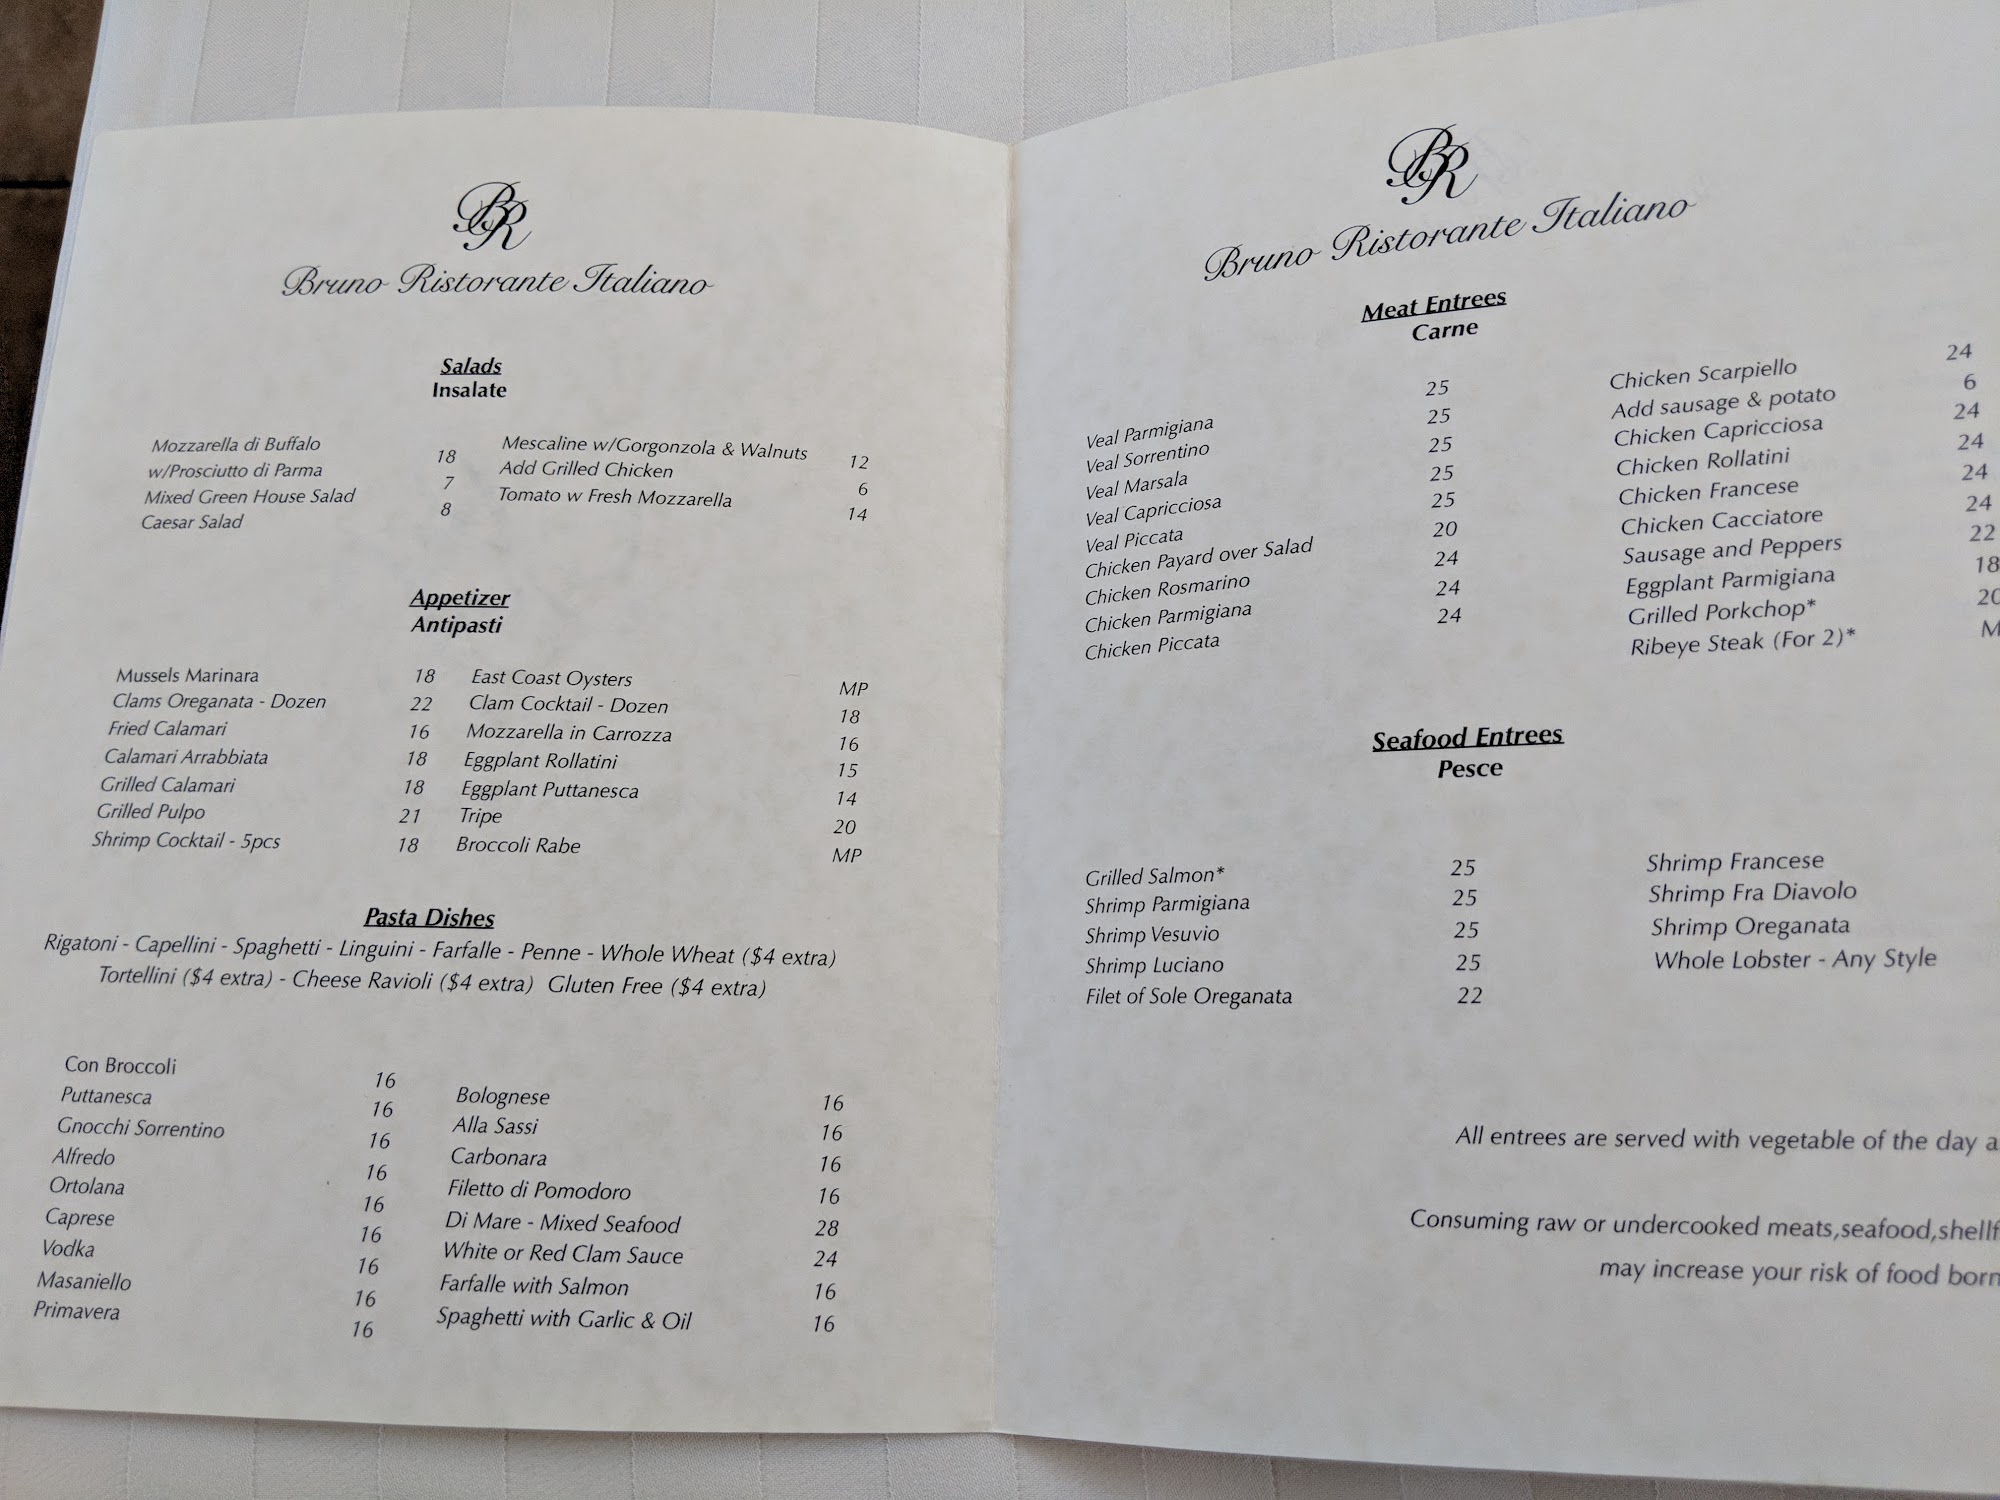 BR
Bruno Ristorante Italiano
Salads
Insalate
Mozzarella di Buffalo
w/Prosciutto di Parma 18
Mixed Green House Salad 7
Caesar Salad 8
Mescaline w/Gorgonzola & Walnuts 12
Add Grilled Chicken 6
Tomato w Fresh Mozzarella 14
Appetizer
Antipasti
Mussels Marinara 18
Clams Oreganata - Dozen 22
Fried Calamari 16
Calamari Arrabbiata 18
Grilled Calamari 18
Grilled Pulpo 21
Shrimp Cocktail - 5pcs 18
East Coast Oysters MP
Clam Cocktail - Dozen 18
Mozzarella in Carrozza 16
Eggplant Rollatini 15
Eggplant Puttanesca 14
Tripe 20
Broccoli Rabe MP
Pasta Dishes
Rigatoni - Capellini - Spaghetti - Linguini - Farfalle - Penne - Whole Wheat ($4 extra)
Tortellini ($4 extra) - Cheese Ravioli ($4 extra) Gluten Free ($4 extra)
Con Broccoli 16
Puttanesca 16
Gnocchi Sorrentino 16
Alfredo 16
Ortolana 16
Caprese 16
Vodka 16
Masaniello 16
Primavera 16
Bolognese 16
Alla Sassi 16
Carbonara 16
Filetto di Pomodoro 16
Di Mare - Mixed Seafood 28
White or Red Clam Sauce 24
Farfalle with Salmon 16
Spaghetti with Garlic & Oil 16
BR
Bruno Ristorante Italiano
Meat Entrees
Carne
Veal Parmigiana 25
Veal Sorrentino 25
Veal Marsala 25
Veal Capricciosa 25
Veal Piccata 25
Chicken Payard over Salad 20
Chicken Rosmarino 24
Chicken Parmigiana 24
Chicken Piccata 24
Chicken Scarpiello 24
Add sausage & potato 6
Chicken Capricciosa 24
Chicken Rollatini 24
Chicken Francese 24
Chicken Cacciatore 24
Sausage and Peppers 22
Eggplant Parmigiana 18
Grilled Porkchop* 20
Ribeye Steak (For 2)* M
Seafood Entrees
Pesce
Grilled Salmon* 25
Shrimp Parmigiana 25
Shrimp Vesuvio 25
Shrimp Luciano 25
Filet of Sole Oreganata 22
Shrimp Francese
Shrimp Fra Diavolo
Shrimp Oreganata
Whole Lobster - Any Style
All entrees are served with vegetable of the day a
Consuming raw or undercooked meats,seafood,shellf
may increase your risk of food born